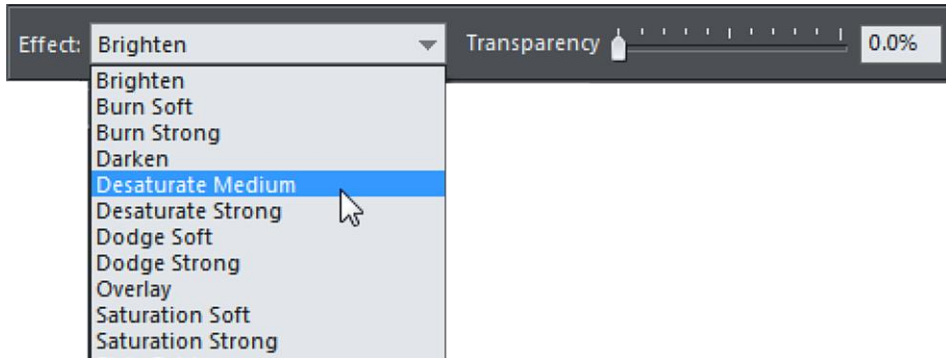 Effect: Brighten Transparency 0.0%
Brighten
Burn Soft
Burn Strong
Darken
Desaturate Medium
Desaturate Strong
Dodge Soft
Dodge Strong
Overlay
Saturation Soft
Saturation Strong